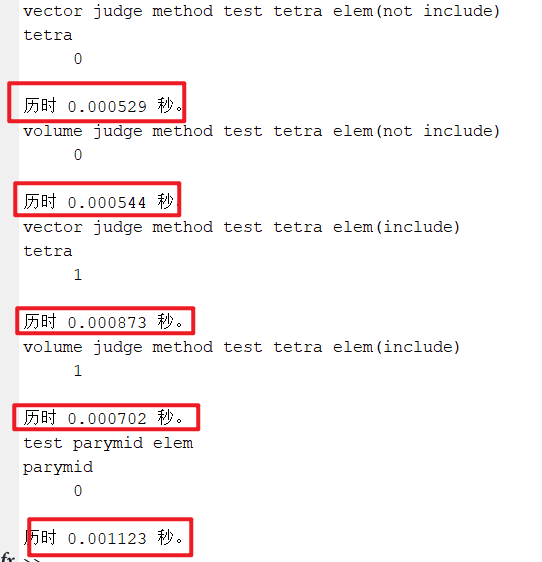 vector judge method test tetra elem(not include)
tetra
0
历时 0.000529 秒。
volume judge method test tetra elem(not include)
0
历时 0.000544 秒。
vector judge method test tetra elem(include)
tetra
1
历时 0.000873 秒。
volume judge method test tetra elem(include)
1
历时 0.000702 秒。
test parymid elem
parymid
0
历时 0.001123 秒。
fx >>